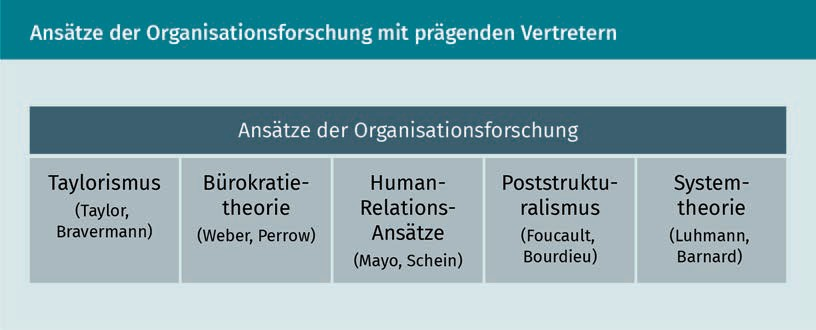 Ansätze der Organisationsforschung mit prägenden Vertretern
Ansätze der Organisationsforschung
Taylorismus
(Taylor,
Bravermann)
Bürokratie-
theorie
(Weber, Perrow)
Human-
Relations-
Ansätze
(Mayo, Schein)
Poststruktu-
ralismus
(Foucault,
Bourdieu)
System-
theorie
(Luhmann,
Barnard)